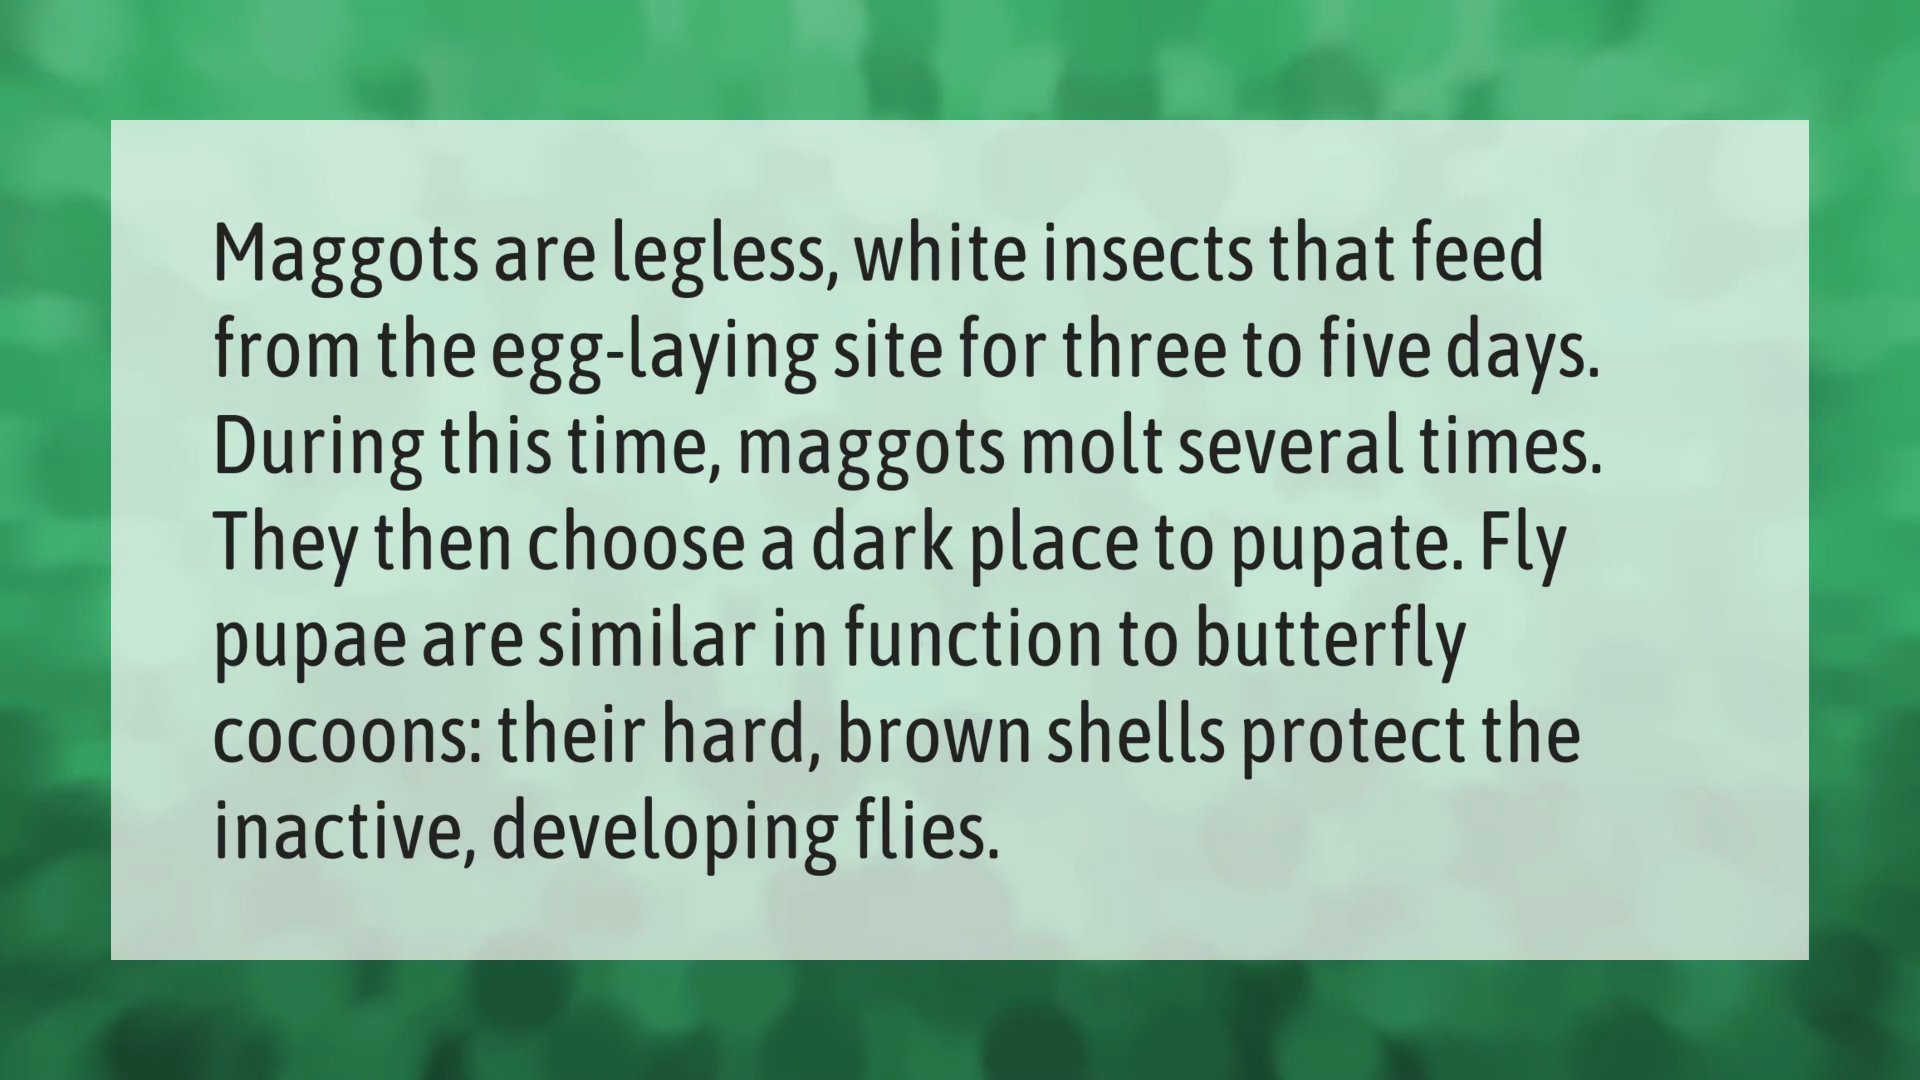 Maggots are legless, white insects that feed
from the egg-laying site for three to five days.
During this time, maggots molt several times.
They then choose a dark place to pupate. Fly
pupae are similar in function to butterfly
cocoons: their hard, brown shells protect the
inactive, developing flies.